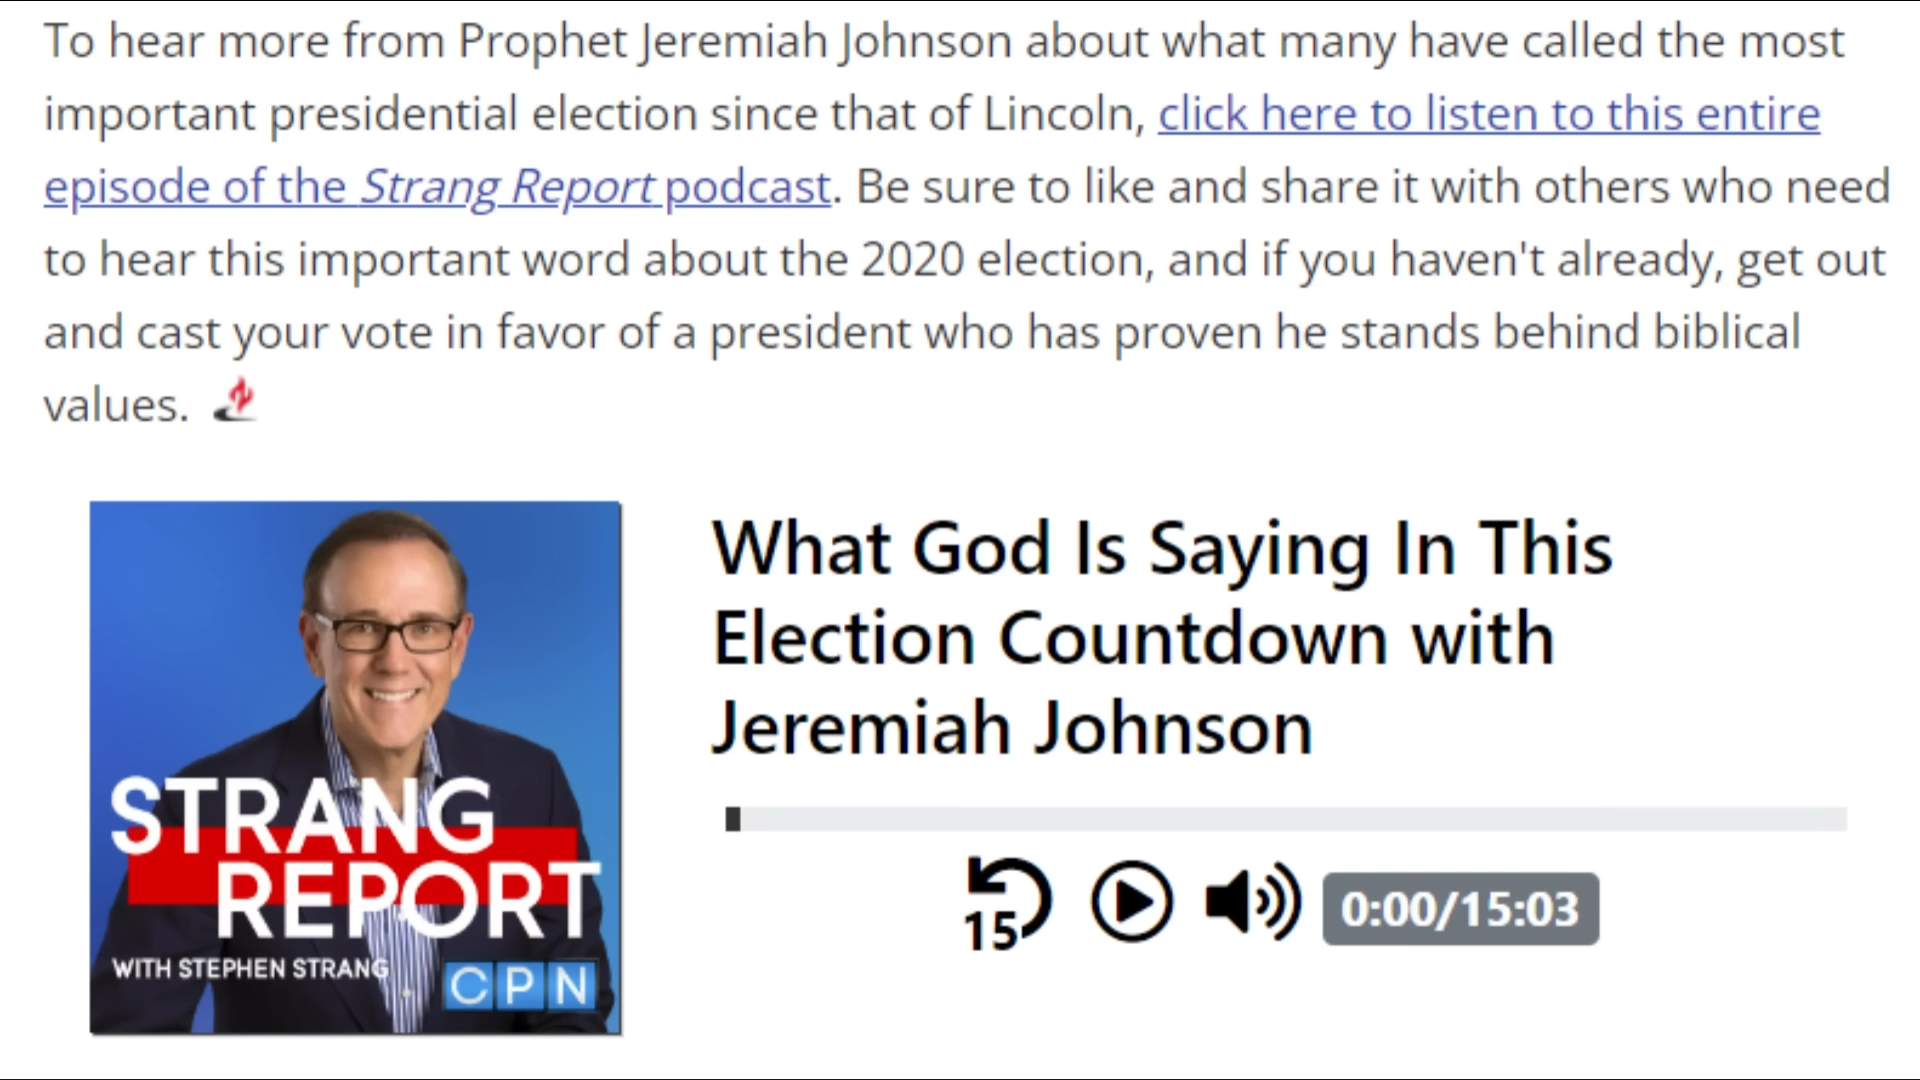 To hear more from Prophet Jeremiah Johnson about what many have called the most
important presidential election since that of Lincoln, click here to listen to this entire
episode of the Strang Report podcast. Be sure to like and share it with others who need
to hear this important word about the 2020 election, and if you haven't already, get out
and cast your vote in favor of a president who has proven he stands behind biblical
values.
STRANG
REPORT
WITH STEPHEN STRANG
CPN
What God Is Saying In This
Election Countdown with
Jeremiah Johnson
15
0:00/15:03